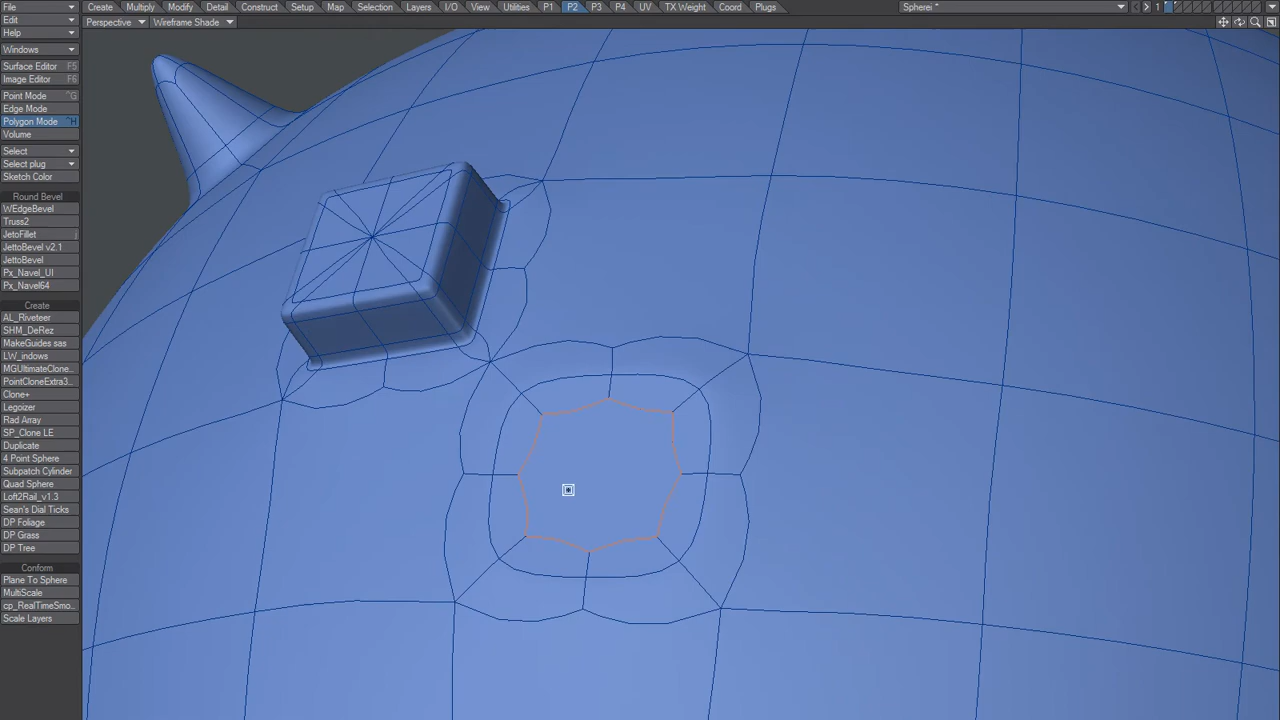 File Create Multiply Modify Detail Construct Setup Map Selection Layers I/O View Utilities P1 P2 P3 P4 UV TX Weight Coord Plugs Spherei * 1
Edit Perspective Wireframe Shade
Help
Windows
Surface Editor F5
Image Editor F6
Point Mode ^G
Edge Mode
Polygon Mode ^H
Volume
Select
Select plug
Sketch Color
Round Bevel
WEdgeBevel
Truss2
JetoFillet j
JettoBevel v2.1
JettoBevel
Px_Navel_UI
Px_Navel64
Create
AL_Riveteer
SHM_DeRez
MakeGuides sas
LW_indows
MGUltimateClone...
PointCloneExtra3...
Clone+
Legoizer
Rad Array
SP_Clone LE
Duplicate
4 Point Sphere
Subpatch Cylinder
Quad Sphere
Loft2Rail_v1.3
Sean's Dial Ticks
DP Foliage
DP Grass
DP Tree
Conform
Plane To Sphere
MultiScale
cp_RealTimeSmo...
Scale Layers